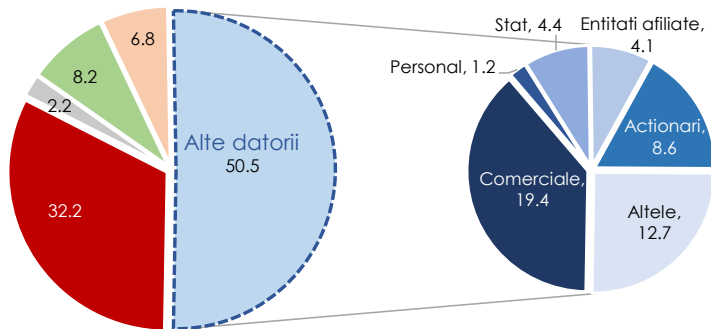 6.8
8.2
2.2
32.2
Alte datorii
50.5
Stat, 4.4
Entitati afiliate,
4.1
Personal, 1.2
Actionari,
8.6
Comerciale,
19.4
Altele,
12.7